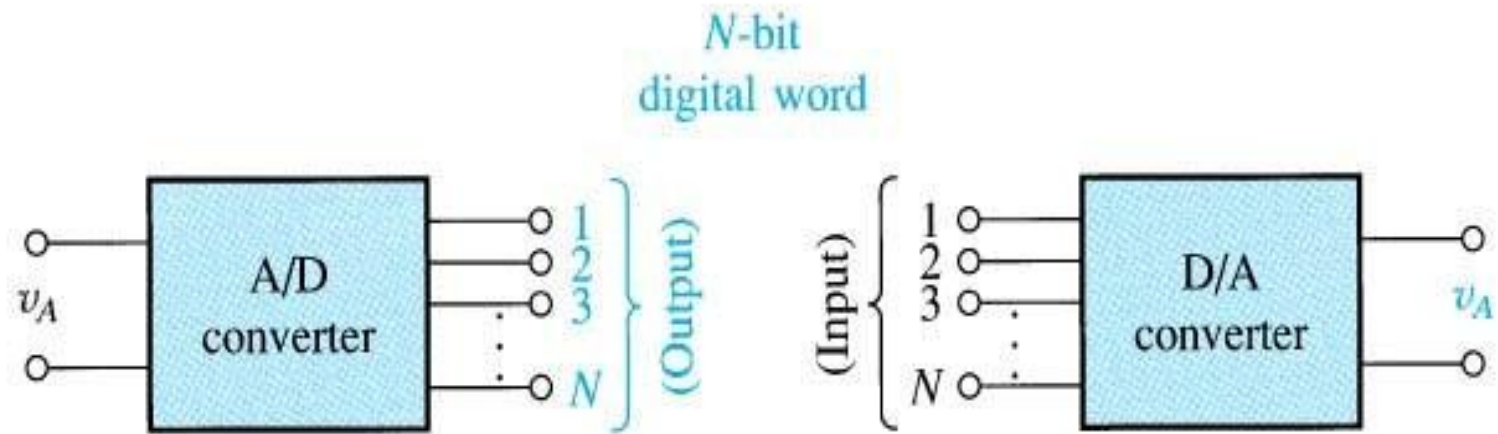 N-bit
digital word
v_A
A/D
converter
1
2
3
N
(Output)
(Input)
1
2
3
N
D/A
converter
v_A